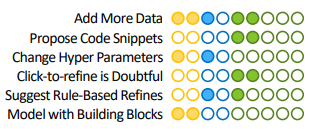 Add More Data
Propose Code Snippets
Change Hyper Parameters
Click-to-refine is Doubtful
Suggest Rule-Based Refines
Model with Building Blocks